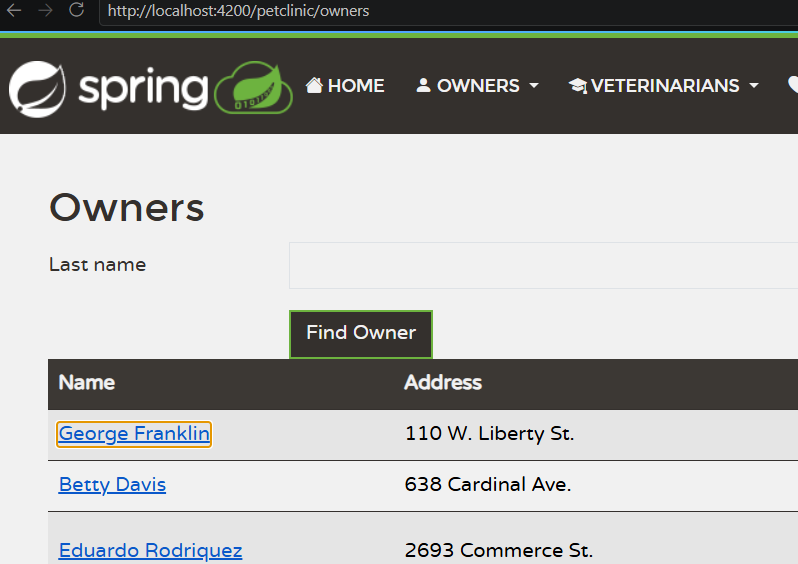 http://localhost:4200/petclinic/owners
spring
HOME OWNERS VETERINARIANS
Owners
Last name
Find Owner
Name Address
George Franklin 110 W. Liberty St.
Betty Davis 638 Cardinal Ave.
Eduardo Rodriquez 2693 Commerce St.